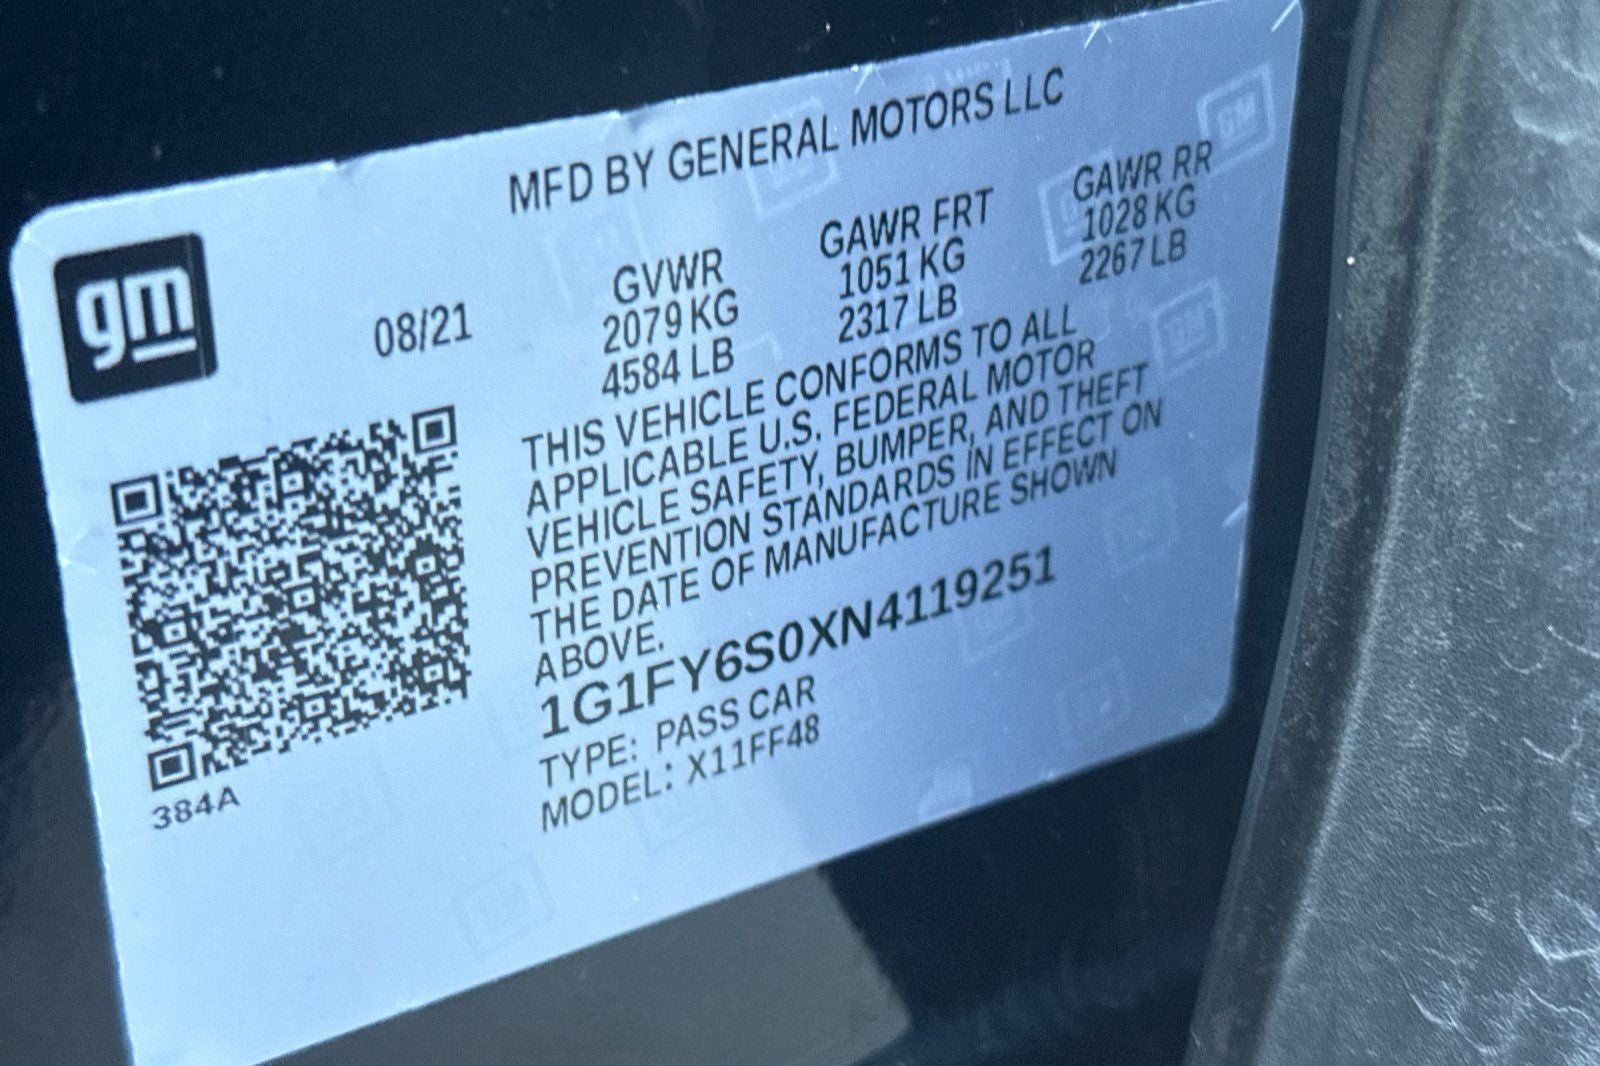 MFD BY GENERAL MOTORS LLC
gm
08/21
GVWR
2079 KG
4584 LB
GAWR FRT
1051 KG
2317 LB
GAWR RR
1028 KG
2267 LB
THIS VEHICLE CONFORMS TO ALL
APPLICABLE U.S. FEDERAL MOTOR
VEHICLE SAFETY, BUMPER, AND THEFT
PREVENTION STANDARDS IN EFFECT ON
THE DATE OF MANUFACTURE SHOWN
ABOVE.
1G1FY6S0XN4119251
TYPE: PASS CAR
MODEL: X11FF48
384A